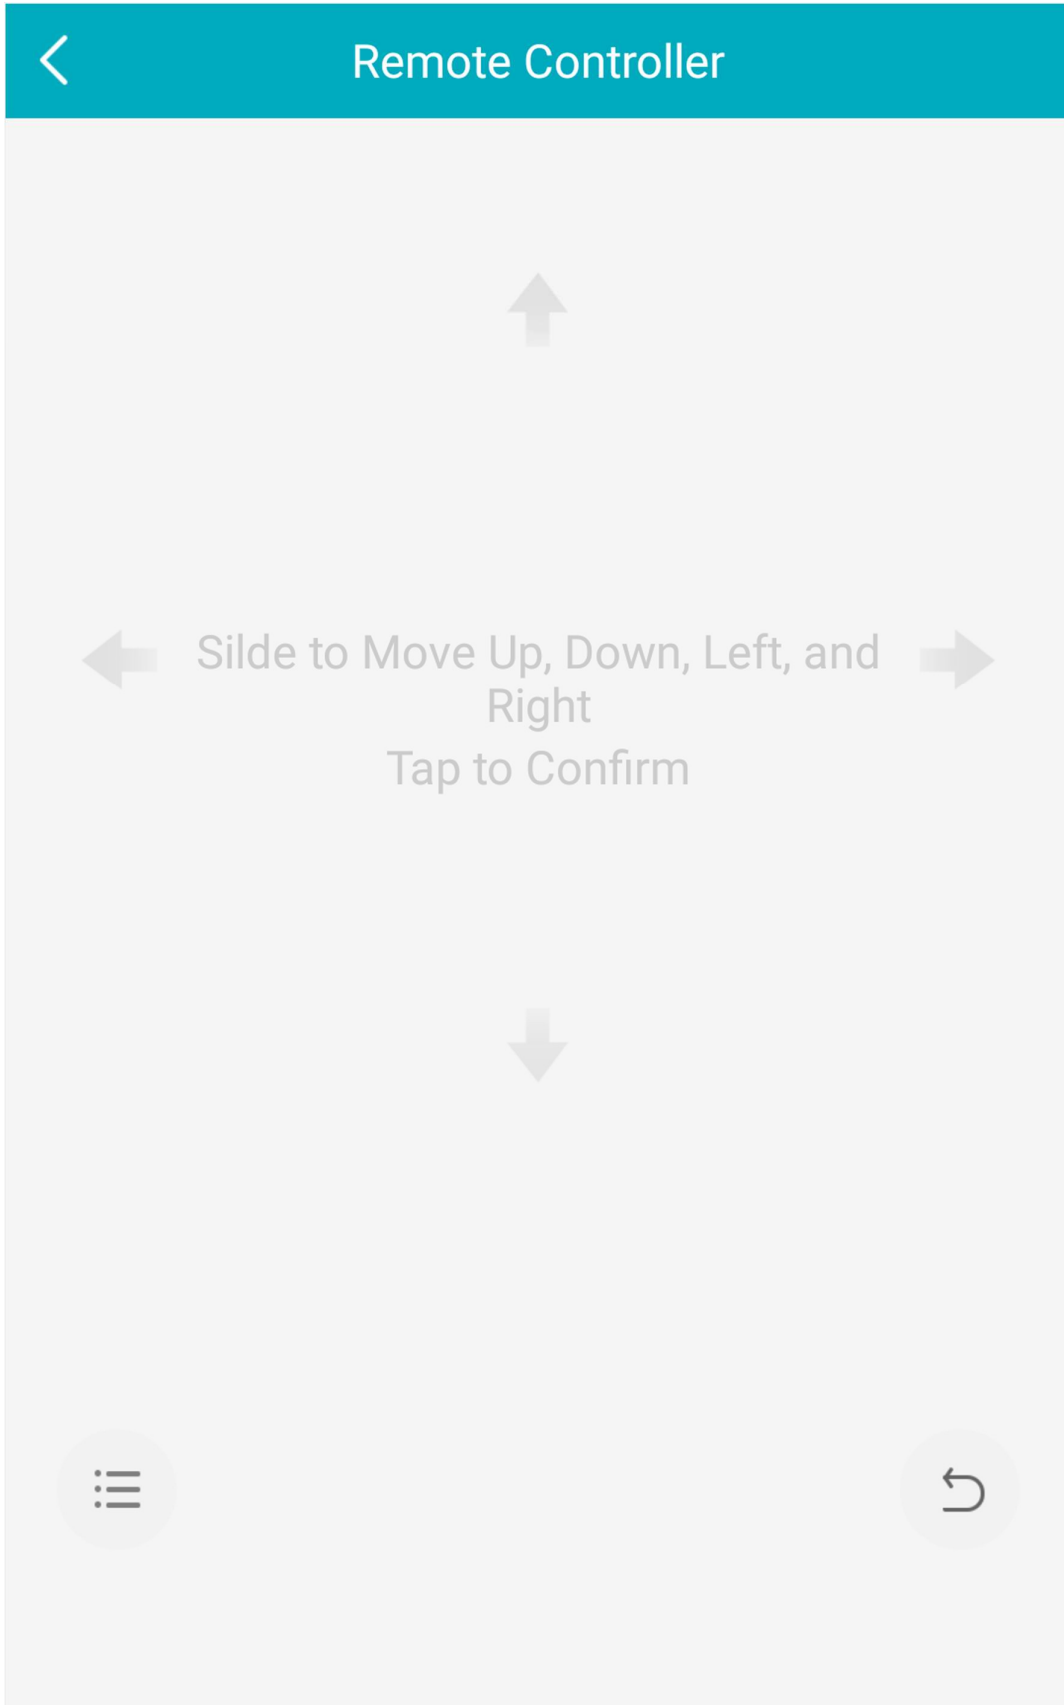 Remote Controller
Silde to Move Up, Down, Left, and
Right
Tap to Confirm